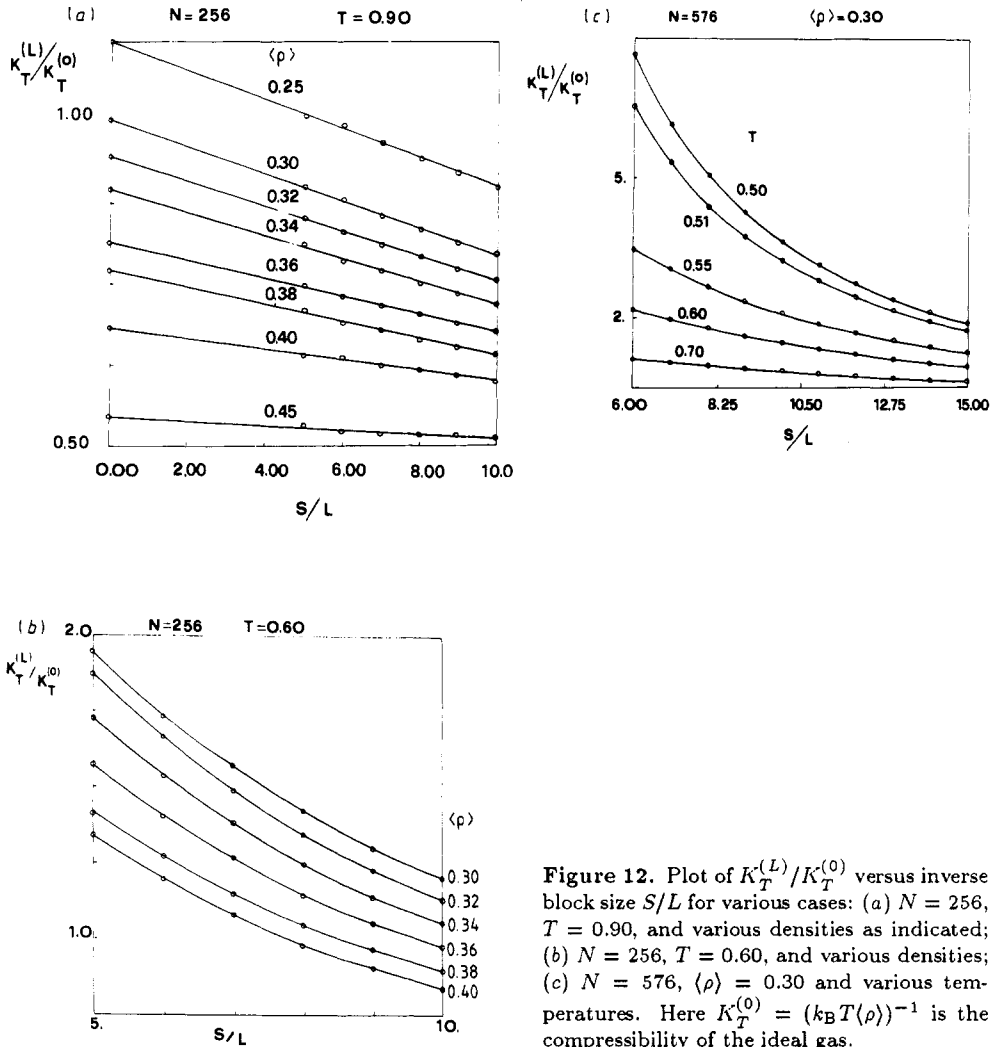 (a) N = 256 T = 0.90
K_T^(L)/K_T^(0)
⟨ρ⟩
0.25
1.00
0.30
0.32
0.34
0.36
0.38
0.40
0.45
0.50
0.00 2.00 4.00 6.00 8.00 10.0
S/L
(c) N = 576 ⟨ρ⟩ = 0.30
K_T^(L)/K_T^(0)
T
5.
0.50
0.51
0.55
2.
0.60
0.70
6.00 8.25 10.50 12.75 15.00
S/L
(b) N = 256 T = 0.60
2.0
K_T^(L)/K_T^(0)
⟨ρ⟩
0.30
0.32
0.34
1.0
0.36
0.38
0.40
5. 10.
S/L
Figure 12. Plot of K_T^(L)/K_T^(0) versus inverse
block size S/L for various cases: (a) N = 256,
T = 0.90, and various densities as indicated;
(b) N = 256, T = 0.60, and various densities;
(c) N = 576, ⟨ρ⟩ = 0.30 and various tem-
peratures. Here K_T^(0) = (k_B T⟨ρ⟩)^−1 is the
compressibility of the ideal gas.